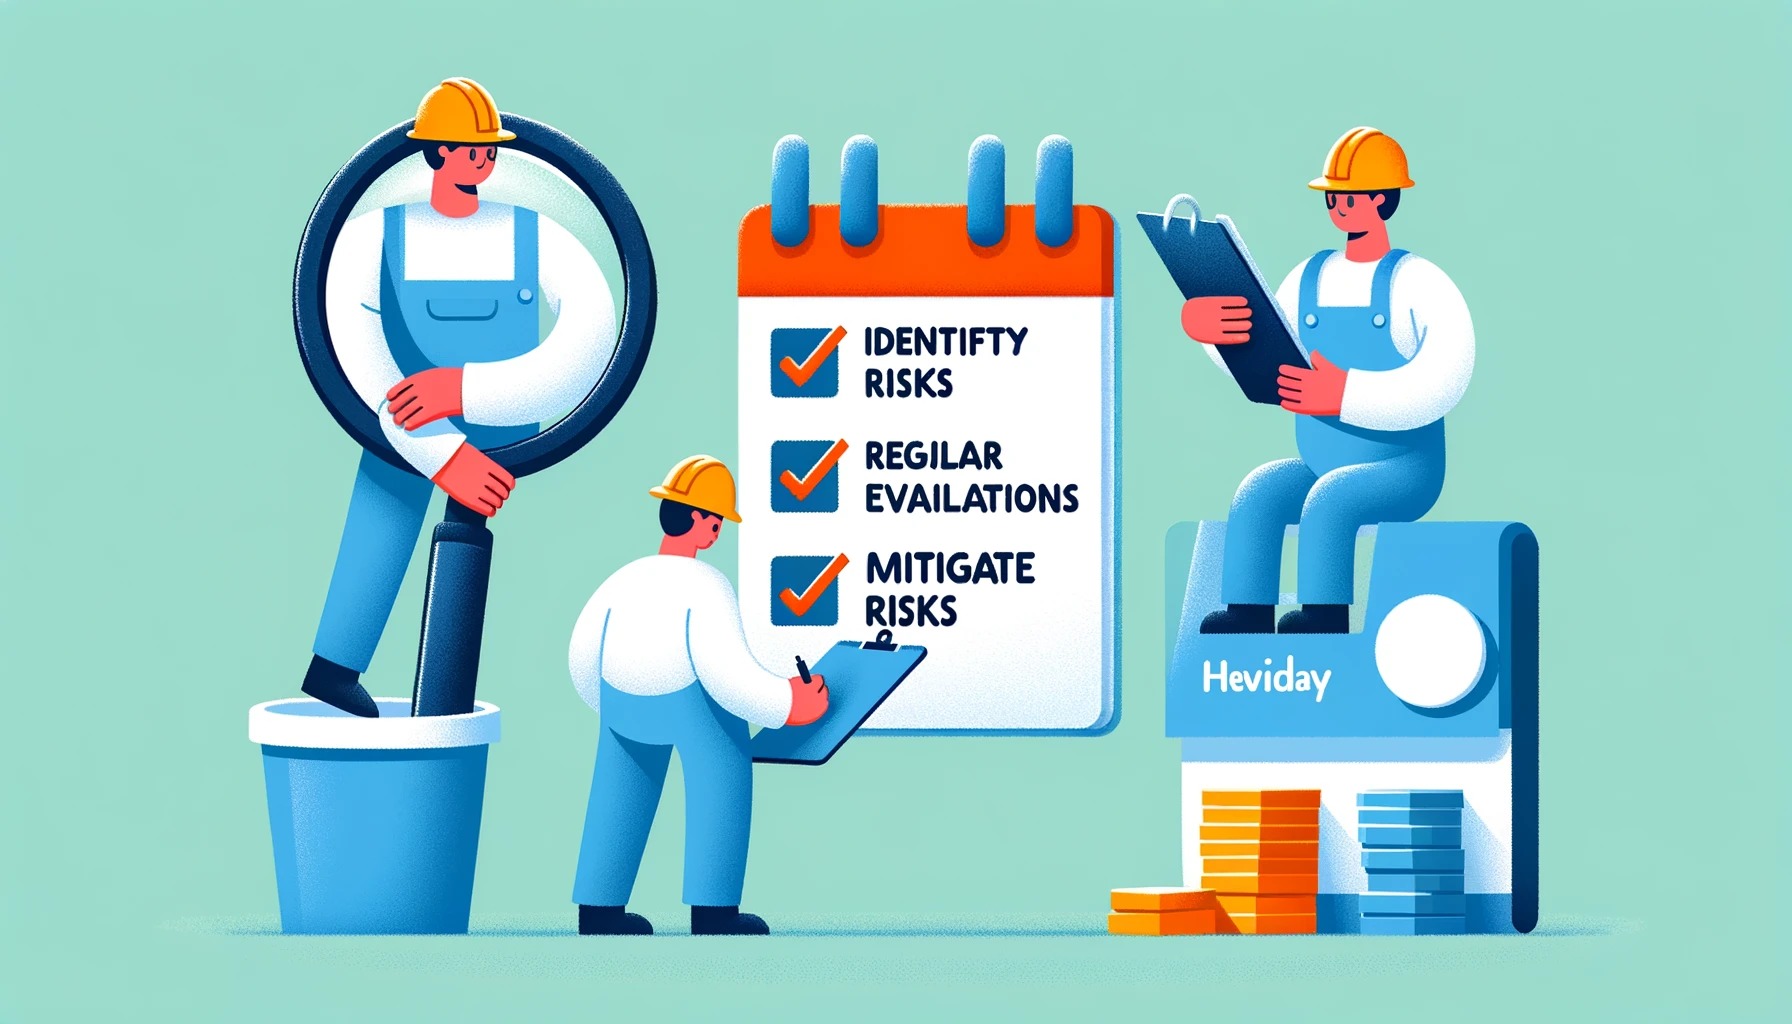 IDENTIFTY
RISKS
REGILAR
EVAILATIONS
MITIGATE
RISKS
Heviday